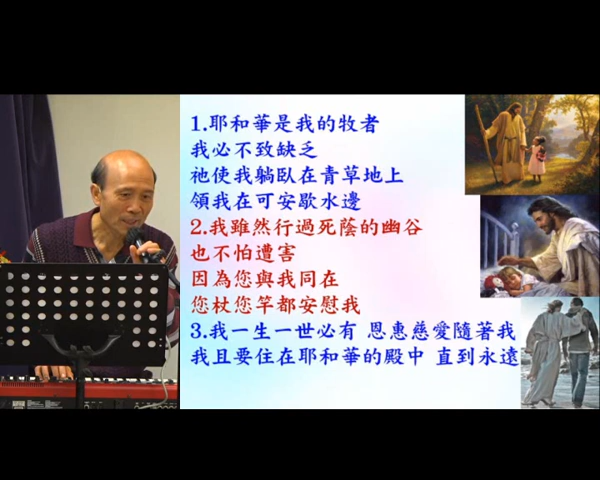 1.耶和華是我的牧者
我必不致缺乏
祂使我躺臥在青草地上
領我在可安歇水邊
2.我雖然行過死蔭的幽谷
也不怕遭害
因為您與我同在
您杖您竿都安慰我
3.我一生一世必有 恩惠慈愛隨著我
我且要住在耶和華的殿中 直到永遠